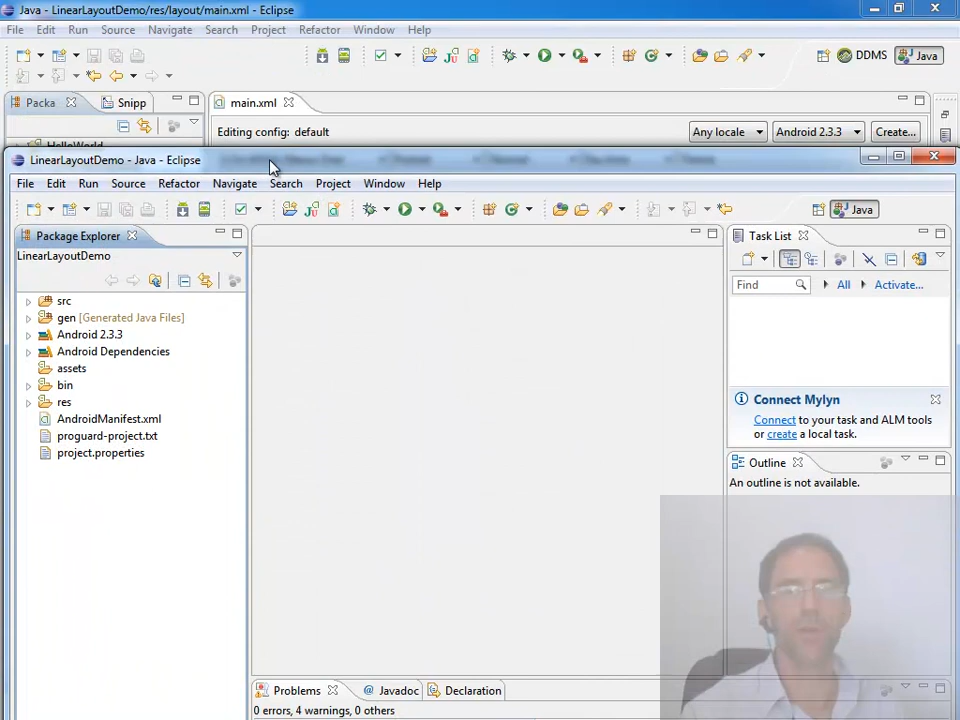 Java - LinearLayoutDemo/res/layout/main.xml - Eclipse
File Edit Run Source Navigate Search Project Refactor Window Help
DDMS Java
Packa Snipp main.xml
Editing config: default Any locale Android 2.3.3 Create...
HelloWorld
LinearLayoutDemo - Java - Eclipse
File Edit Run Source Refactor Navigate Search Project Window Help
Java
Package Explorer Task List
LinearLayoutDemo
Find All Activate...
src
gen [Generated Java Files]
Android 2.3.3
Android Dependencies
assets
bin
res
AndroidManifest.xml
proguard-project.txt
project.properties
Connect Mylyn
Connect to your task and ALM tools
or create a local task.
Outline
An outline is not available.
Problems Javadoc Declaration
0 errors, 4 warnings, 0 others